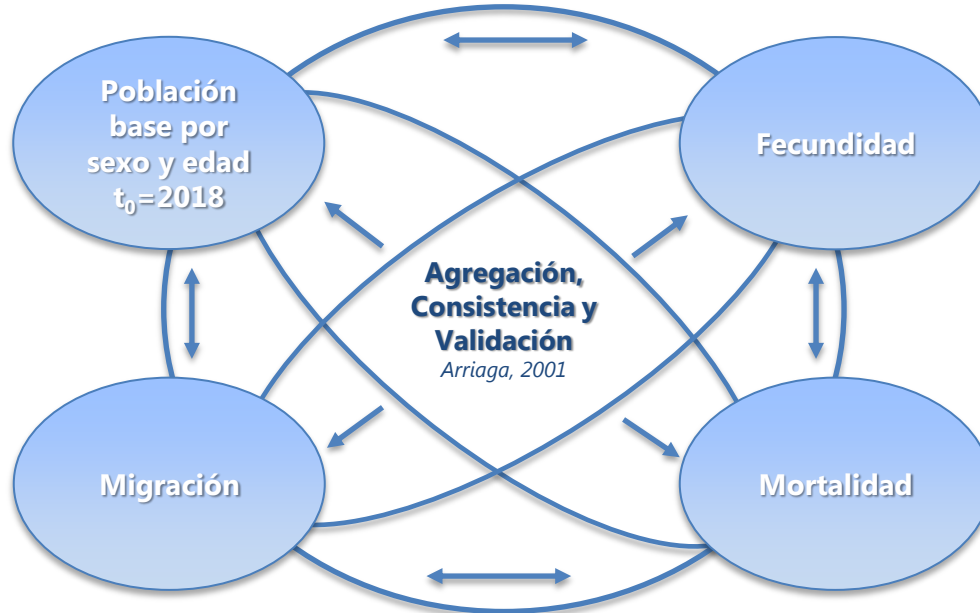 Población
base por
sexo y edad
t₀=2018
Fecundidad
Agregación,
Consistencia y
Validación
Arriaga, 2001
Migración
Mortalidad